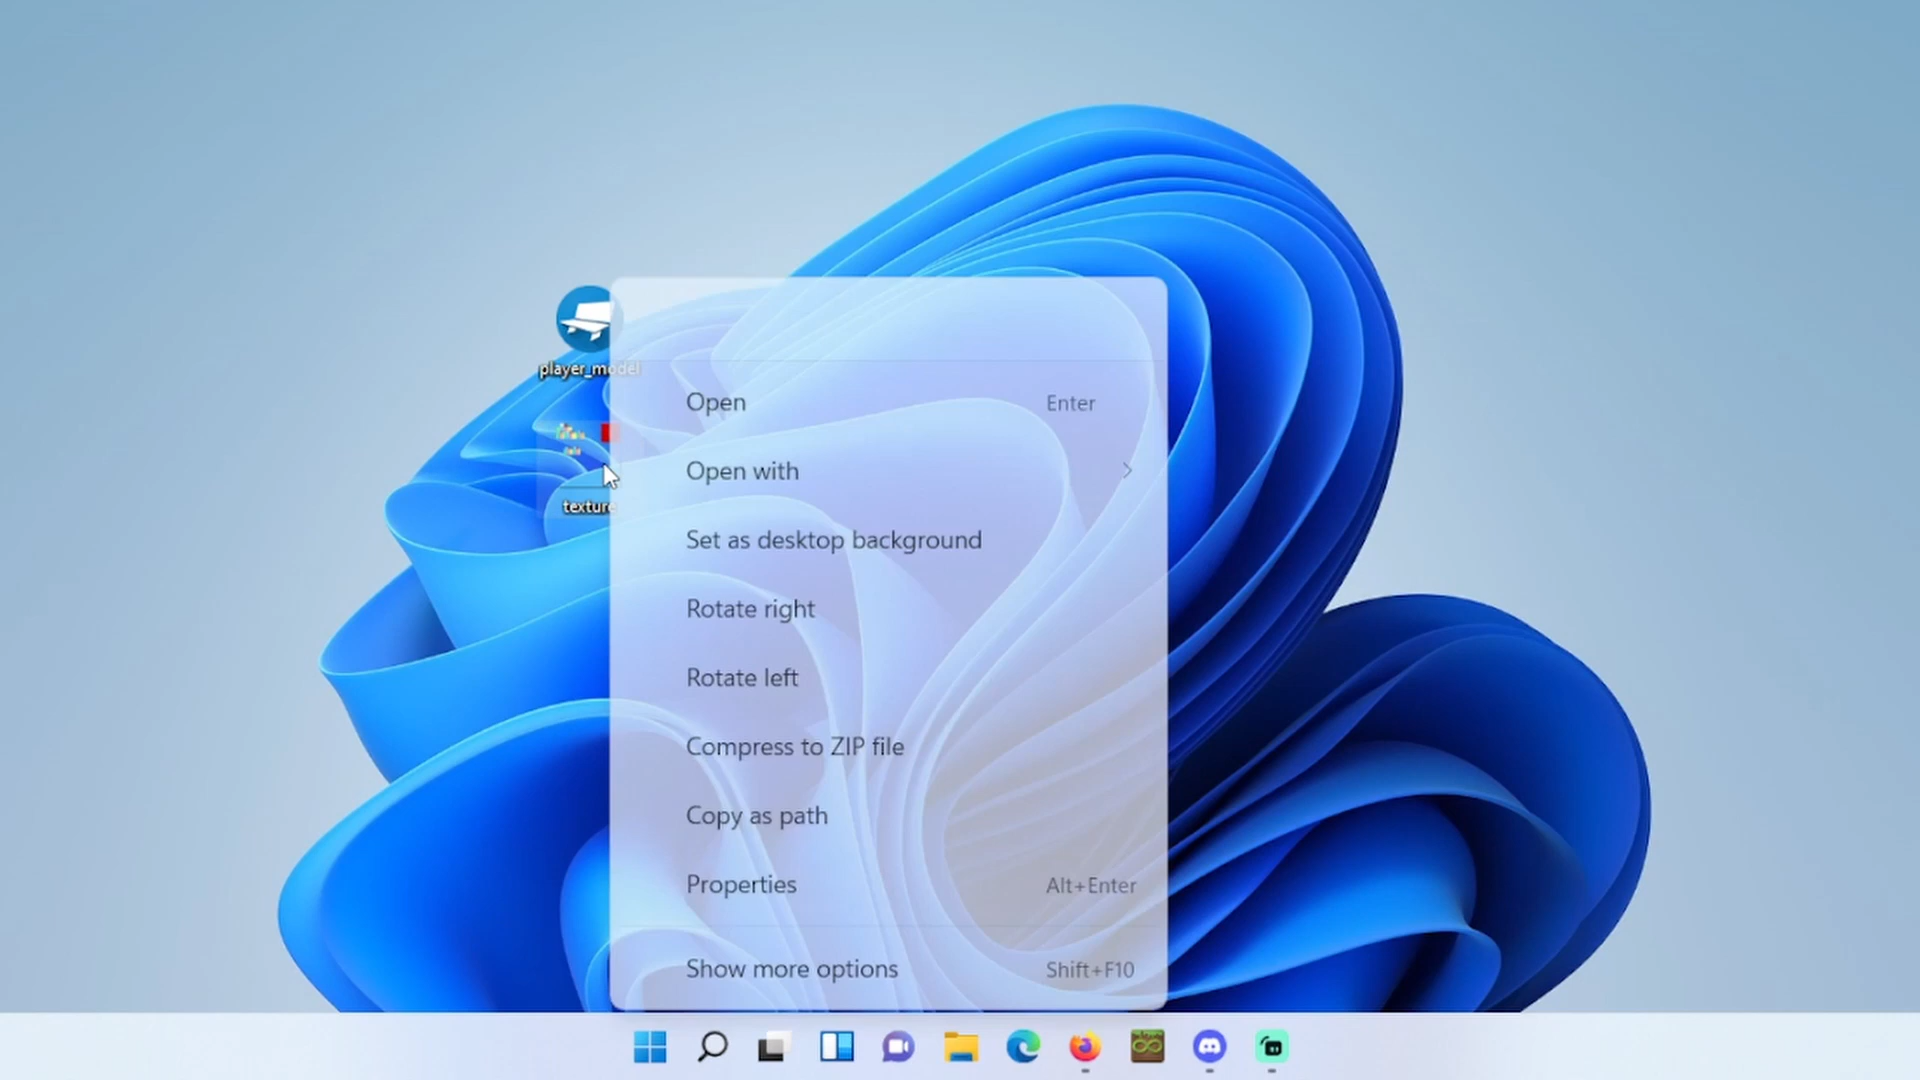 player_model
texture
Open Enter
Open with
Set as desktop background
Rotate right
Rotate left
Compress to ZIP file
Copy as path
Properties Alt+Enter
Show more options Shift+F10